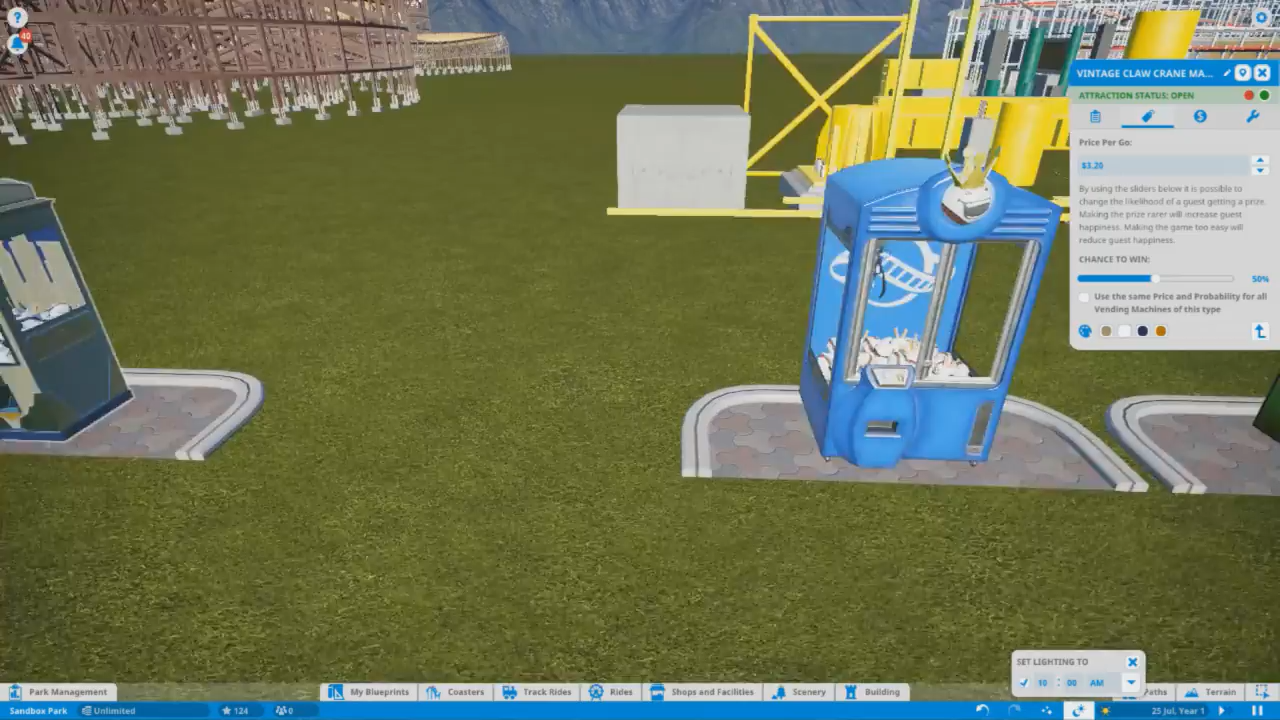 ?
40
VINTAGE CLAW CRANE MA...
ATTRACTION STATUS: OPEN
Price Per Go:
$3.20
By using the sliders below it is possible to
change the likelihood of a guest getting a prize.
Making the prize rarer will increase guest
happiness. Making the game too easy will
reduce guest happiness.
CHANCE TO WIN:
50%
Use the same Price and Probability for all
Vending Machines of this type
SET LIGHTING TO
10 : 00 AM
Park Management
My Blueprints
Coasters
Track Rides
Rides
Shops and Facilities
Scenery
Building
Paths
Terrain
Sandbox Park
Unlimited
124
0
25 Jul, Year 1